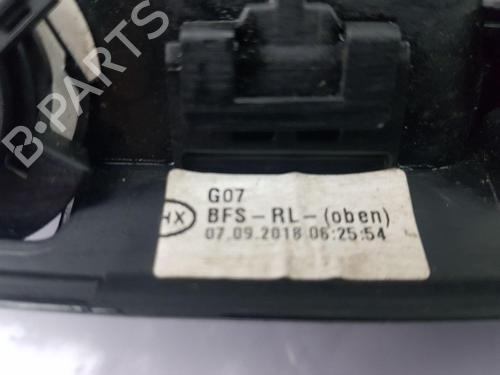 B-PARTS
G07
HX BFS-RL-(oben)
07.09.2018 06:25:54